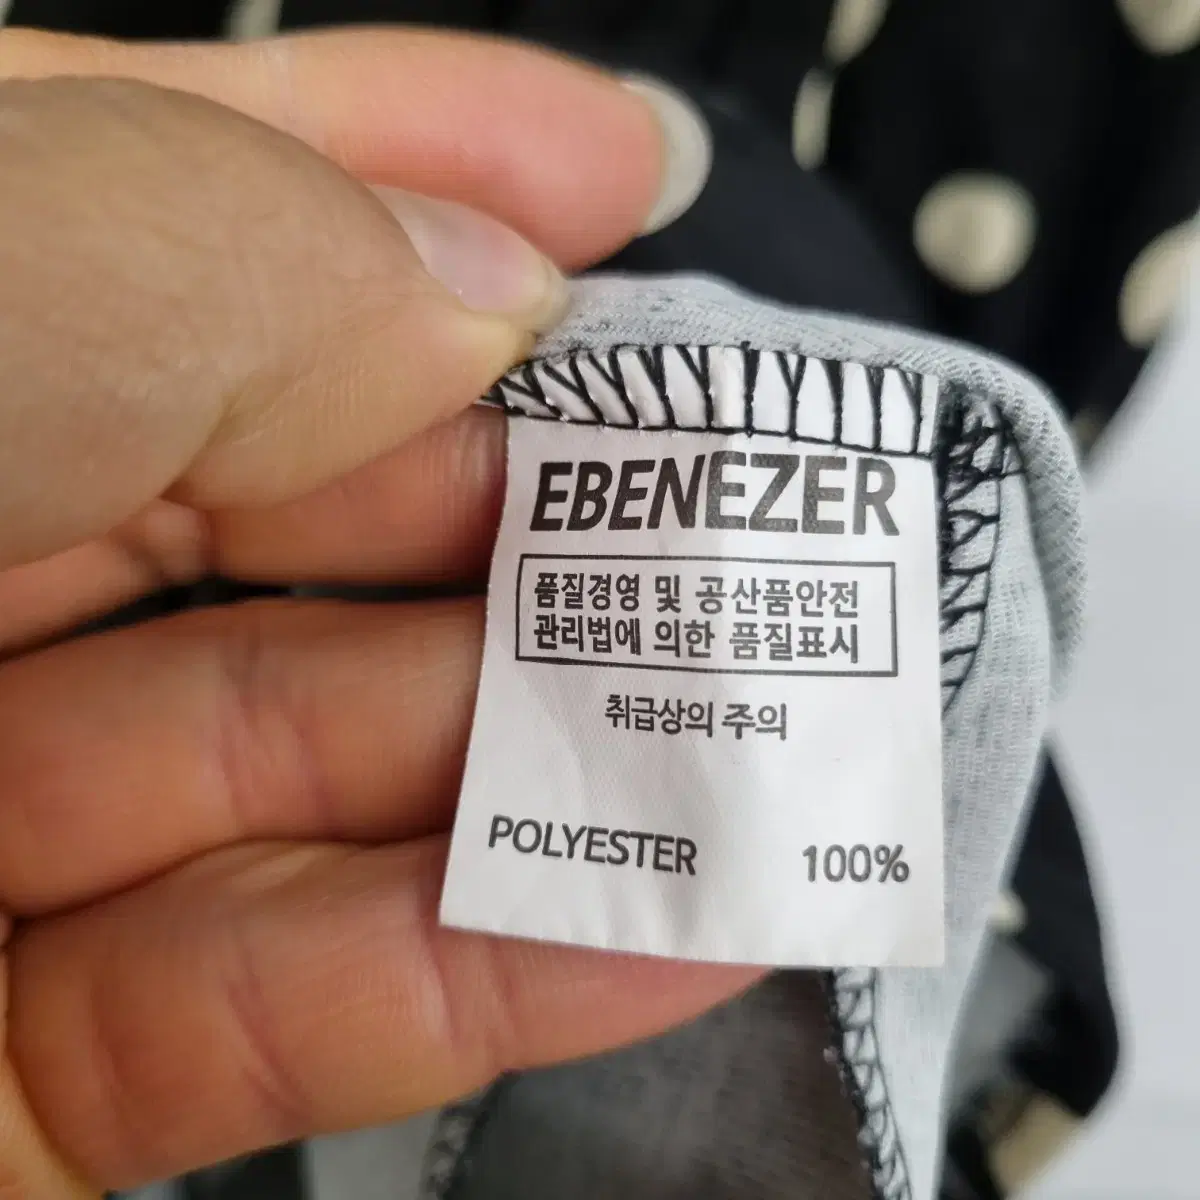 EBENEZER
품질경영 및 공산품안전
관리법에 의한 품질표시
취급상의 주의
POLYESTER 100%